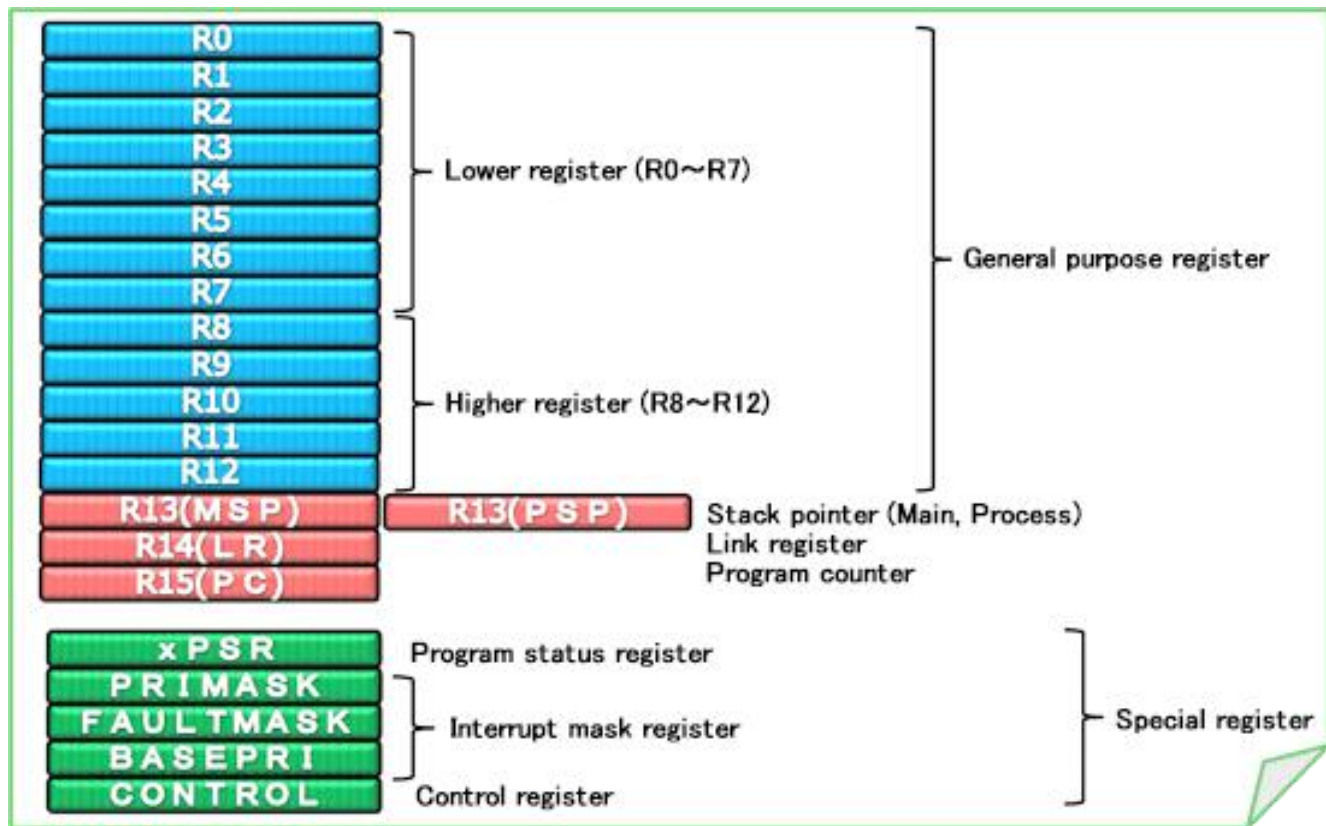 R0
R1
R2
R3
R4
R5
R6
R7
R8
R9
R10
R11
R12
Lower register (R0～R7)
Higher register (R8～R12)
General purpose register
R13(MSP) R13(PSP) Stack pointer (Main, Process)
R14(LR) Link register
R15(PC) Program counter
xPSR Program status register
PRIMASK
FAULTMASK
BASEPRI
Interrupt mask register
CONTROL Control register
Special register